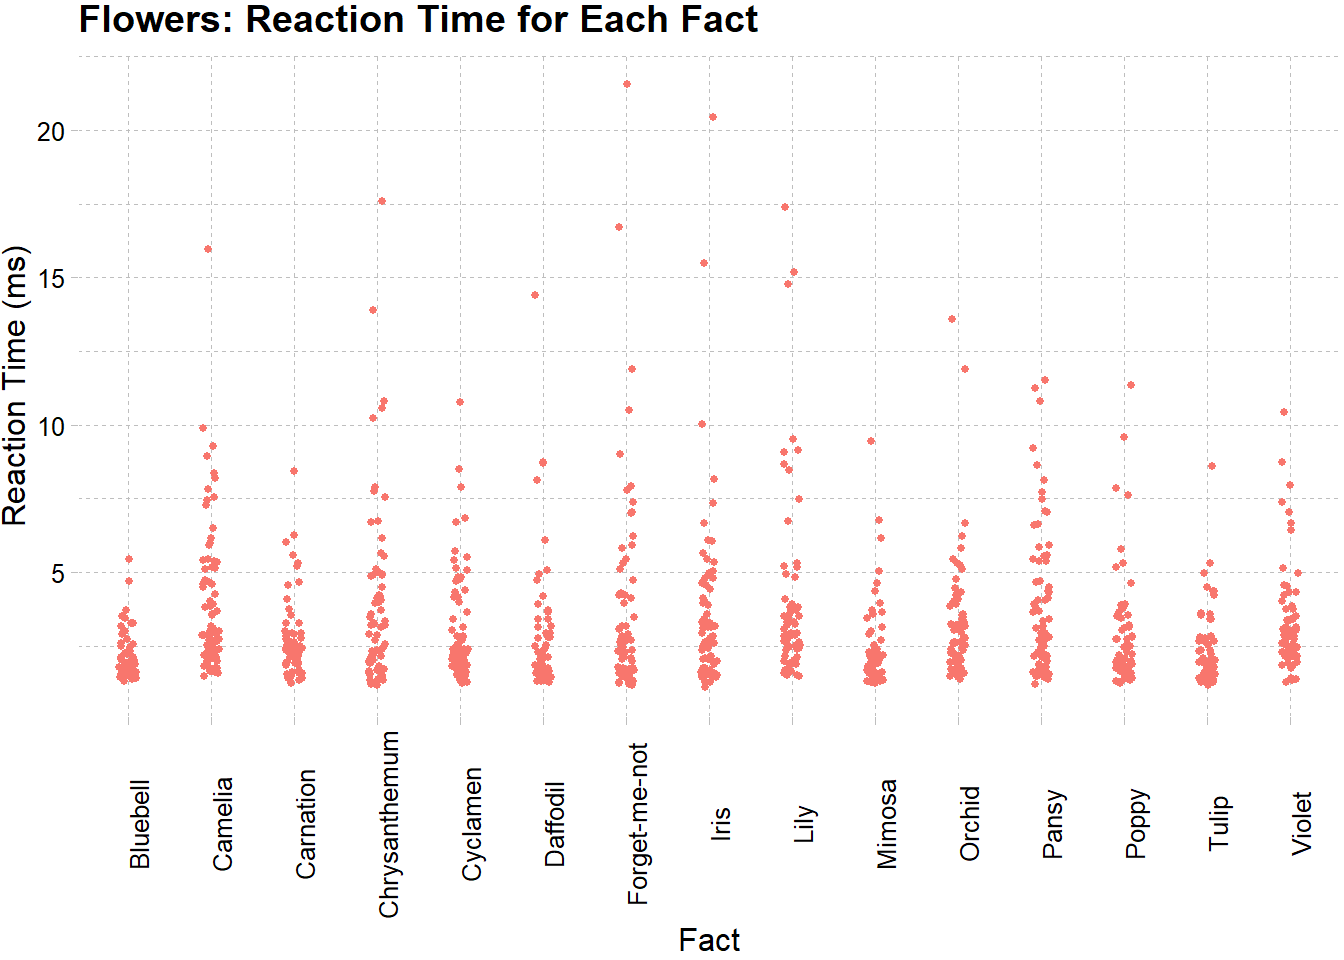 Flowers: Reaction Time for Each Fact
Reaction Time (ms)
20
15
10
5
Bluebell
Camelia
Carnation
Chrysanthemum
Cyclamen
Daffodil
Forget-me-not
Iris
Lily
Mimosa
Orchid
Pansy
Poppy
Tulip
Violet
Fact